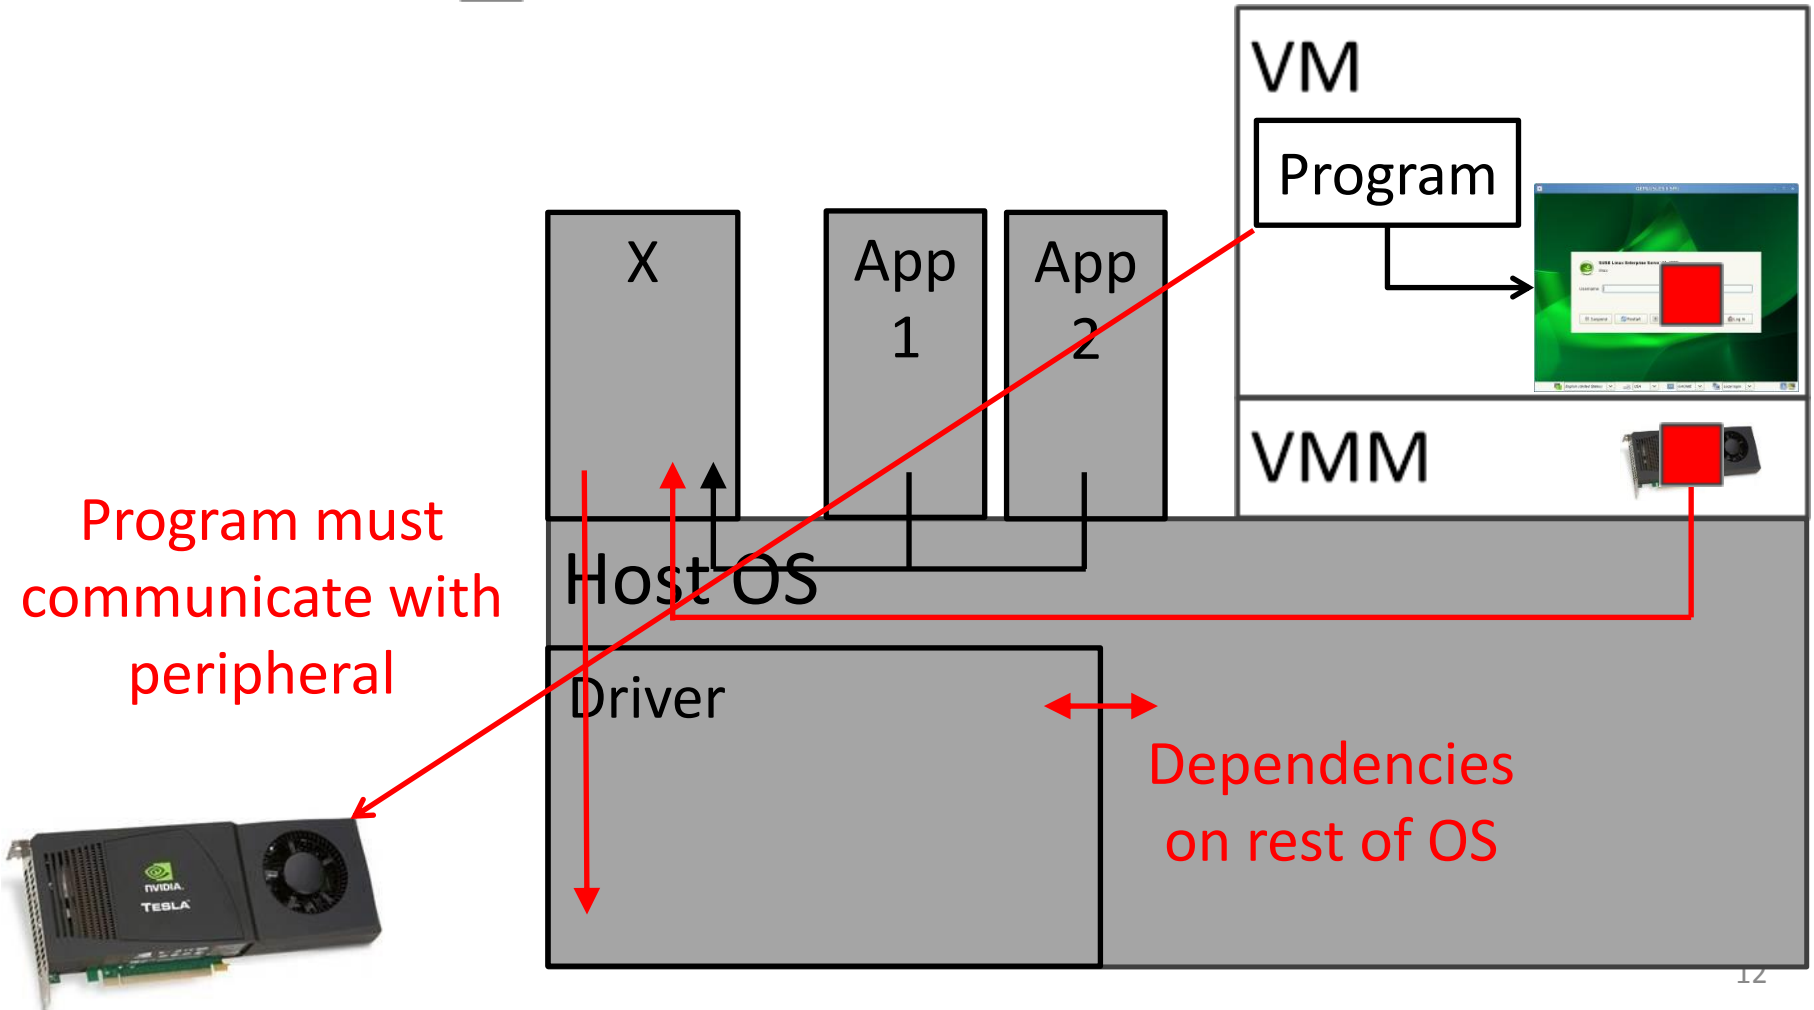 VM
Program
X
App
1
App
2
VMM
Program must
communicate with
peripheral
Host OS
Driver
Dependencies
on rest of OS
NVIDIA.
TESLA
12